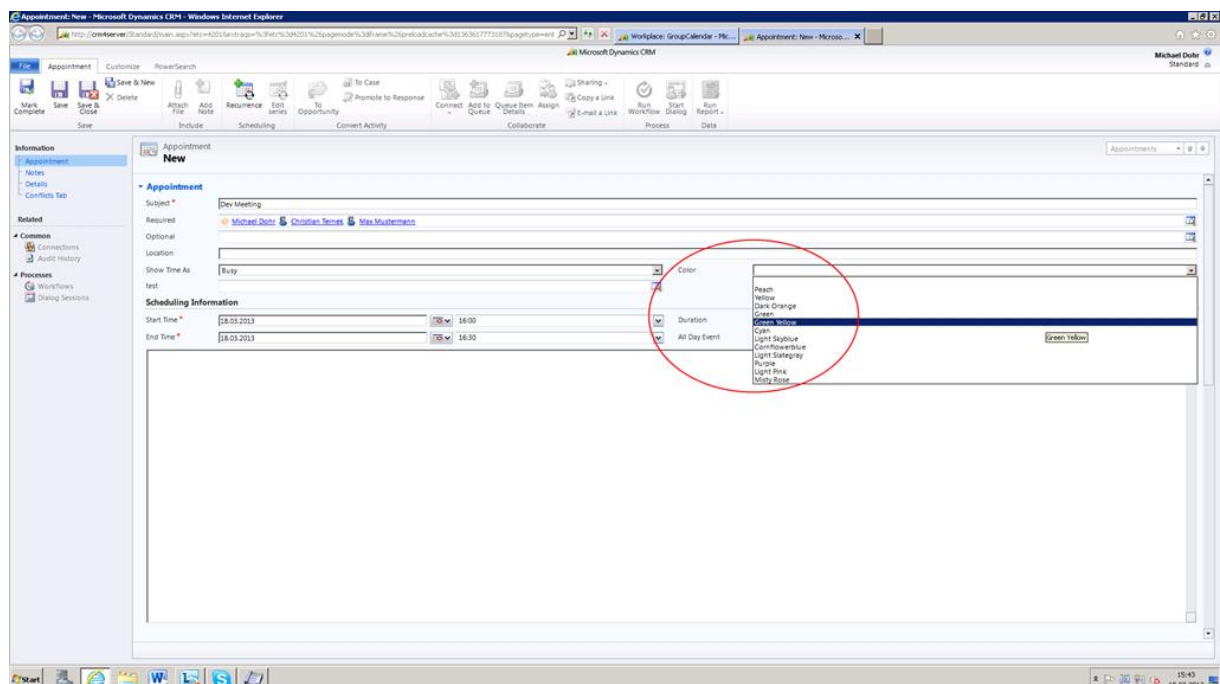 Appointment: New - Microsoft Dynamics CRM - Windows Internet Explorer
Workplace: GroupCalendar - Mic... Appointment: New - Microso...
Microsoft Dynamics CRM
Michael Dohr
Standard
File Appointment Customize PowerSearch
Mark Complete
Save
Save & Close
Save & New
Delete
Save
Attach File
Add Note
Include
Recurrence
Edit series
Scheduling
To Opportunity
To Case
Promote to Response
Convert Activity
Connect
Add to Queue
Queue Item Details
Assign
Sharing
Copy a Link
E-mail a Link
Collaborate
Run Workflow
Start Dialog
Process
Run Report
Data
Information
Appointment
Notes
Details
Conflicts Tab
Related
Common
Connections
Audit History
Processes
Workflows
Dialog Sessions
Appointment
New
Appointments
Appointment
Subject * Dev Meeting
Required Michael Dohr Christian Ternek Max Mustermann
Optional
Location
Show Time As Busy Color
test
Peach
Yellow
Dark Orange
Green
Green Yellow
Cyan
Light Skyblue
Cornflowerblue
Light Slategray
Purple
Light Pink
Misty Rose
Green Yellow
Scheduling Information
Start Time * 18.03.2013 16:00 Duration
End Time * 18.03.2013 16:30 All Day Event
Start
15:43